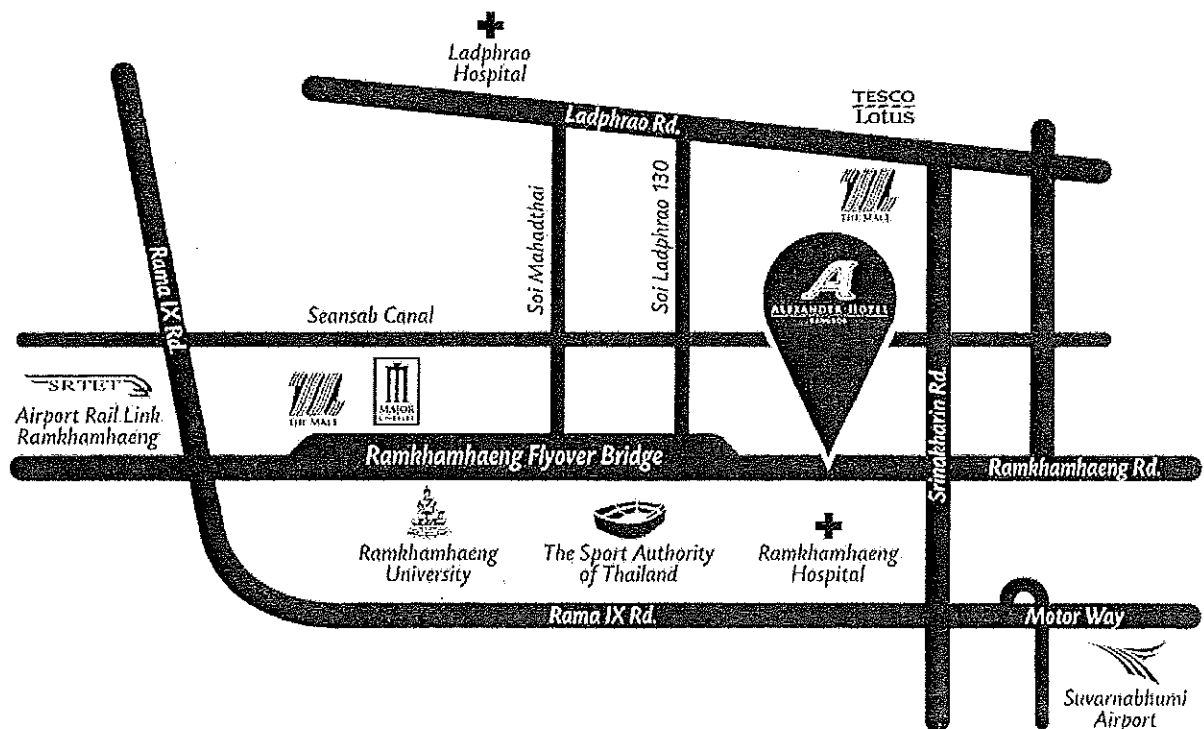 Ladphrao
Hospital
Ladphrao Rd.
TESCO
Lotus
THE MALL
Soi Mahadthai
Soi Ladphrao 130
Rama IX Rd.
A
ALEXANDER HOTEL
Seansab Canal
SRTET
Airport Rail Link
Ramkhamhaeng
THE MALL
MAJOR
Ramkhamhaeng Flyover Bridge
Srinakharin Rd.
Ramkhamhaeng Rd.
Ramkhamhaeng
University
The Sport Authority
of Thailand
Ramkhamhaeng
Hospital
Rama IX Rd.
Motor Way
Suvarnabhumi
Airport